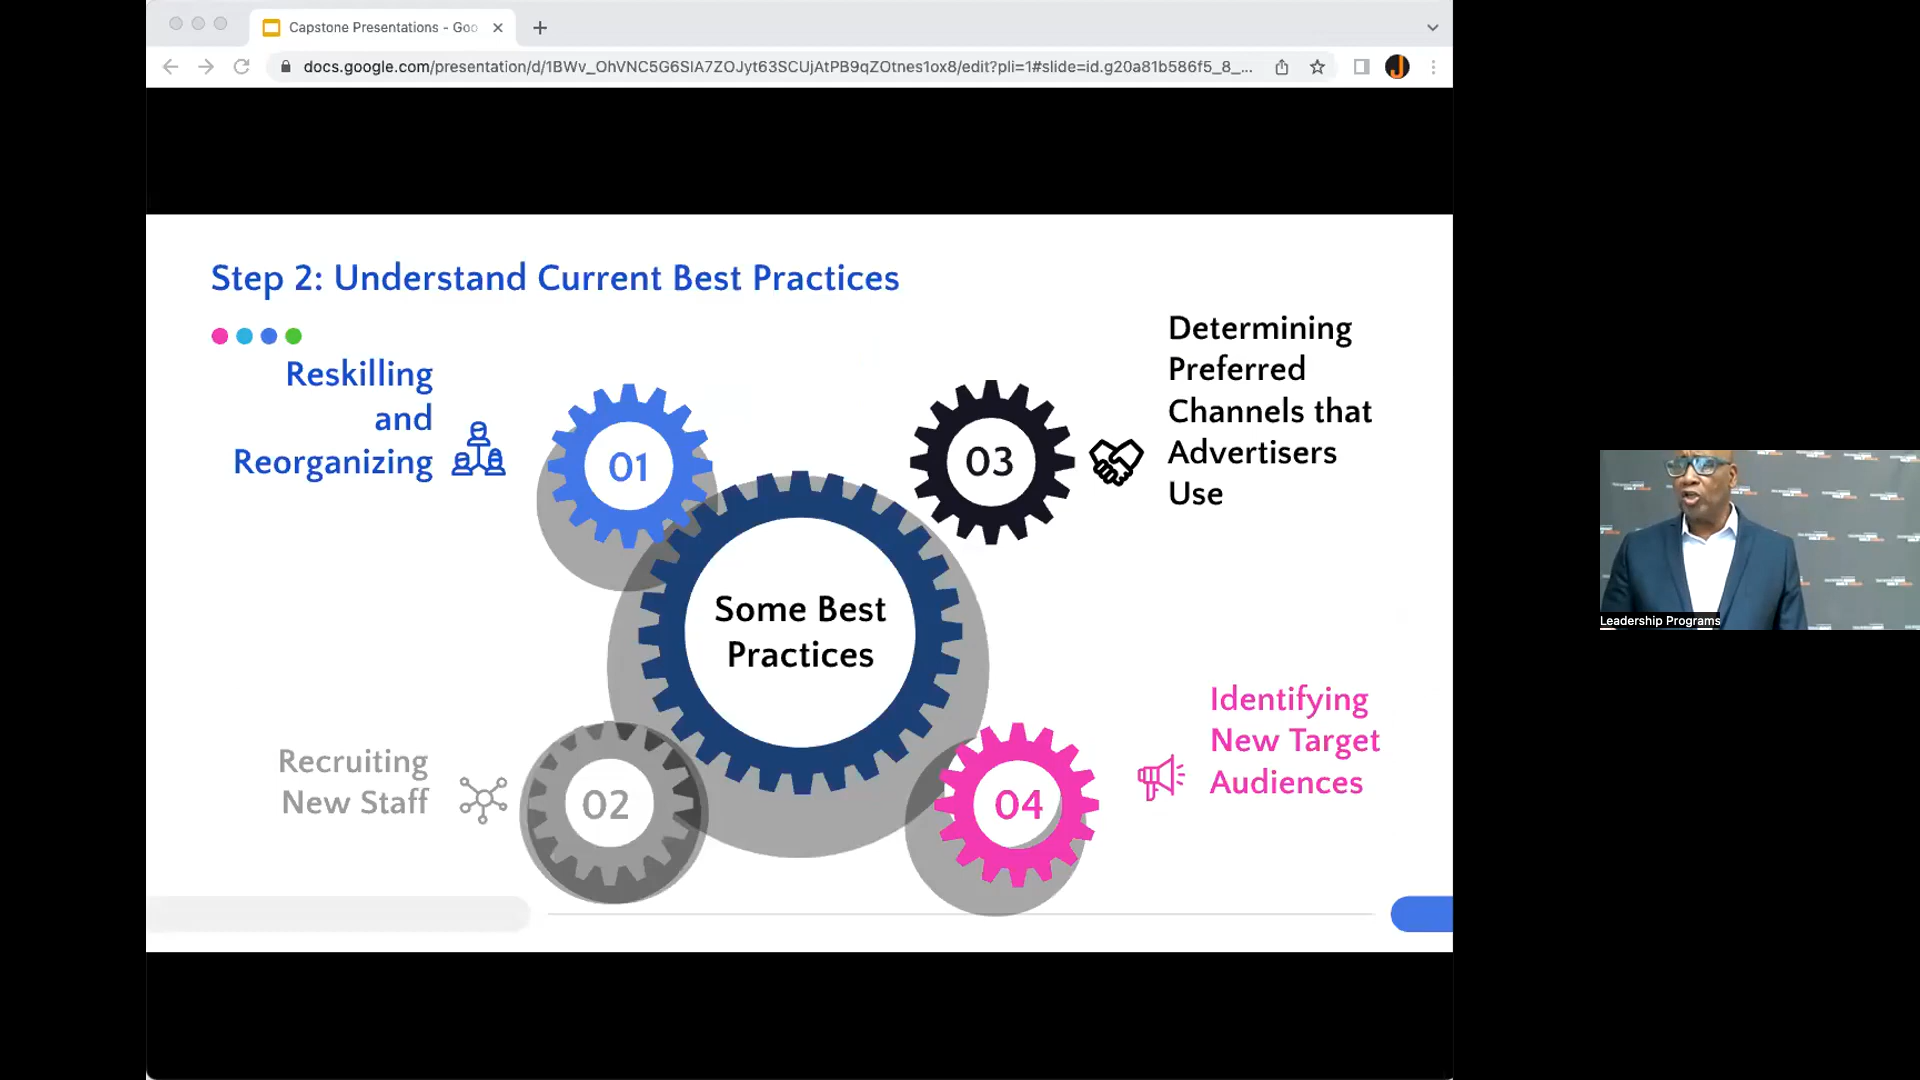 Capstone Presentations - Goo
docs.google.com/presentation/d/1BWv_OhVNC5G6SlA7ZOJyt63SCUjAtPB9qZOtnes1ox8/edit?pli=1#slide=id.g20a81b586f5_8_...
Step 2: Understand Current Best Practices
Reskilling
and
Reorganizing
01
03
Determining
Preferred
Channels that
Advertisers
Use
Some Best
Practices
Recruiting
New Staff
02
04
Identifying
New Target
Audiences
Leadership Programs